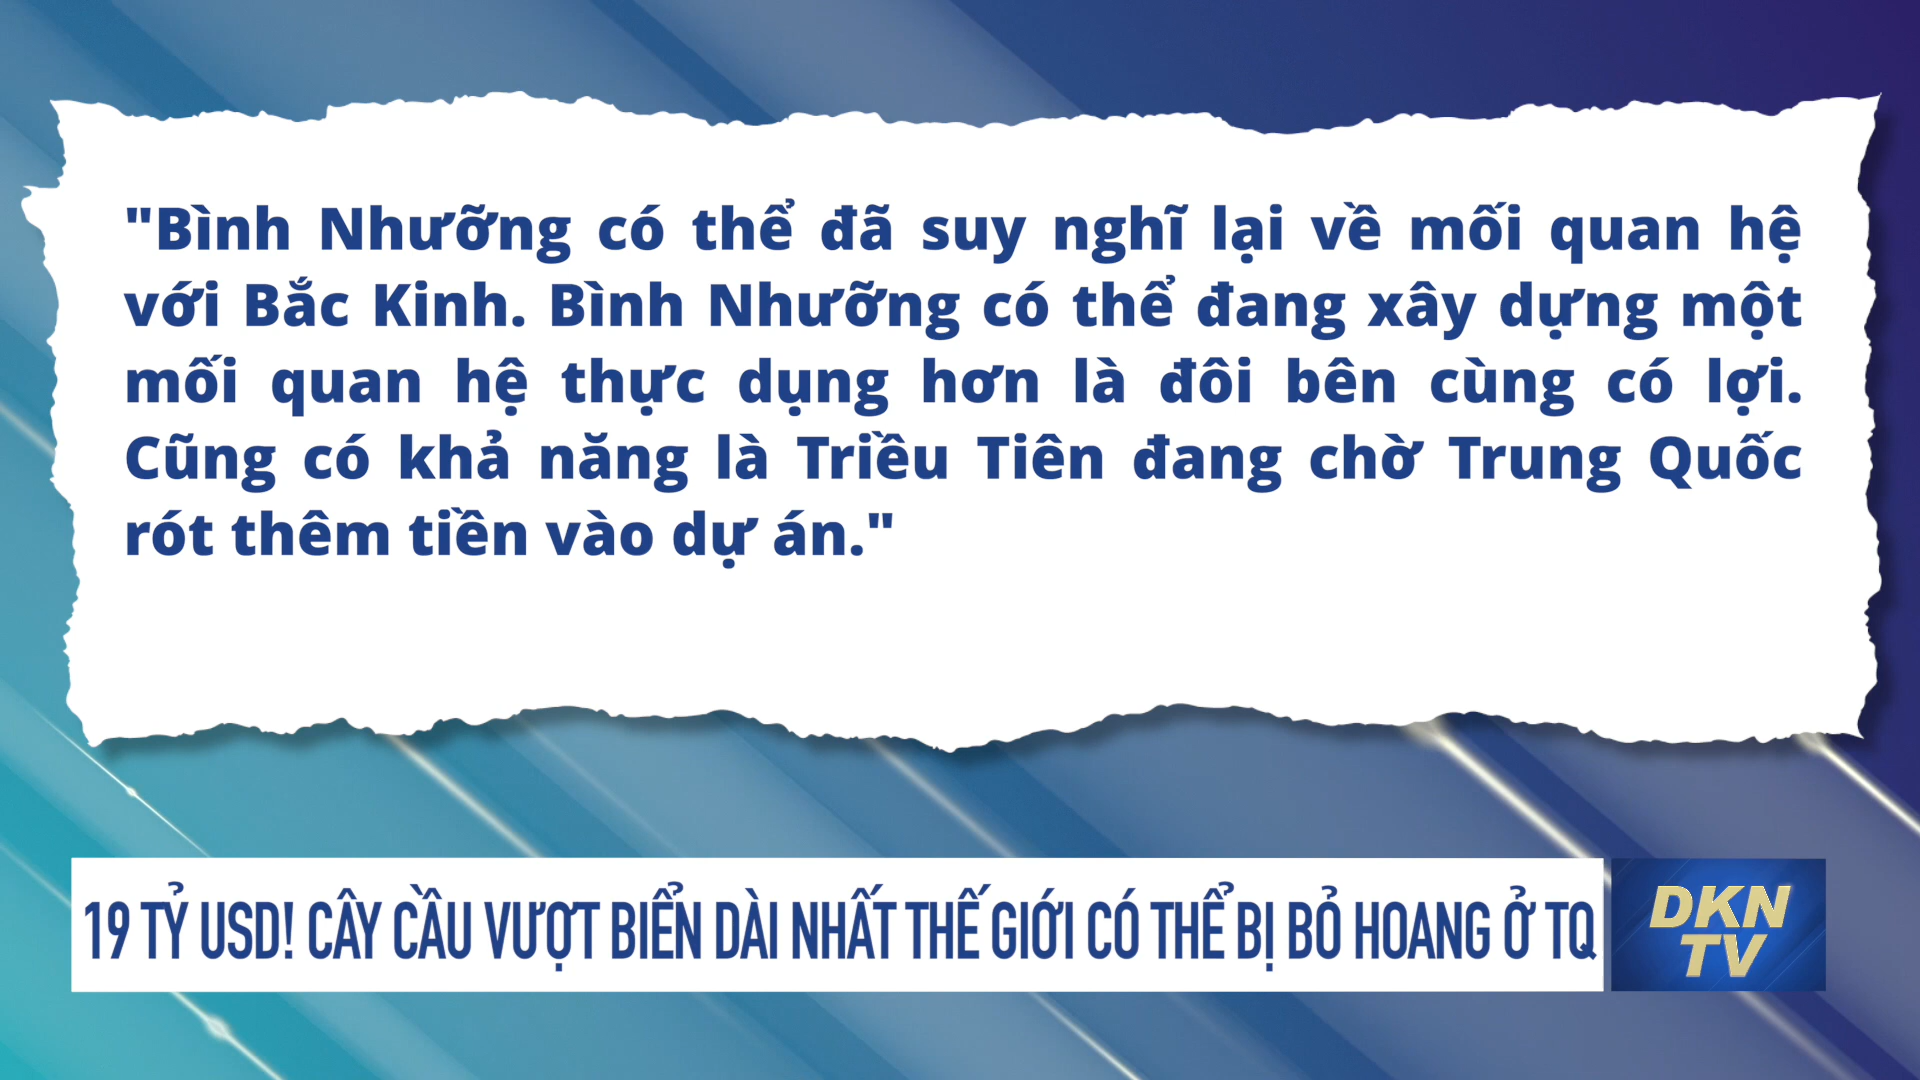 "Bình Nhưỡng có thể đã suy nghĩ lại về mối quan hệ
với Bắc Kinh. Bình Nhưỡng có thể đang xây dựng một
mối quan hệ thực dụng hơn là đôi bên cùng có lợi.
Cũng có khả năng là Triều Tiên đang chờ Trung Quốc
rót thêm tiền vào dự án."
19 TỶ USD! CÂY CẦU VƯỢT BIỂN DÀI NHẤT THẾ GIỚI CÓ THỂ BỊ BỎ HOANG Ở TQ
DKN
TV